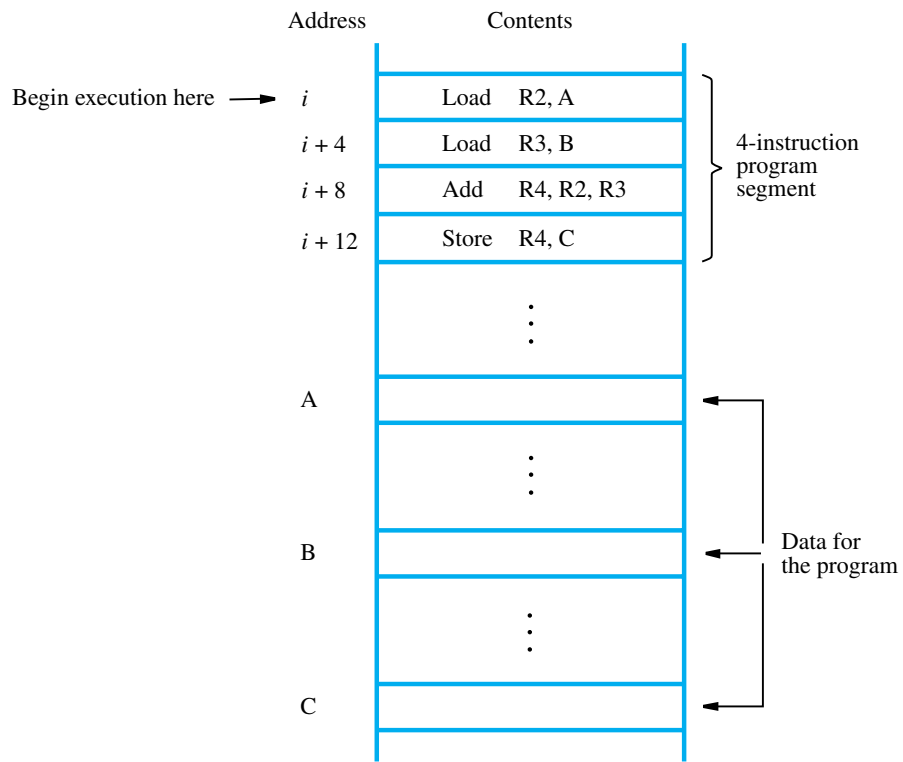 Address Contents
Begin execution here i Load R2, A
i + 4 Load R3, B
i + 8 Add R4, R2, R3
i + 12 Store R4, C
4-instruction
program
segment
A
B
C
Data for
the program